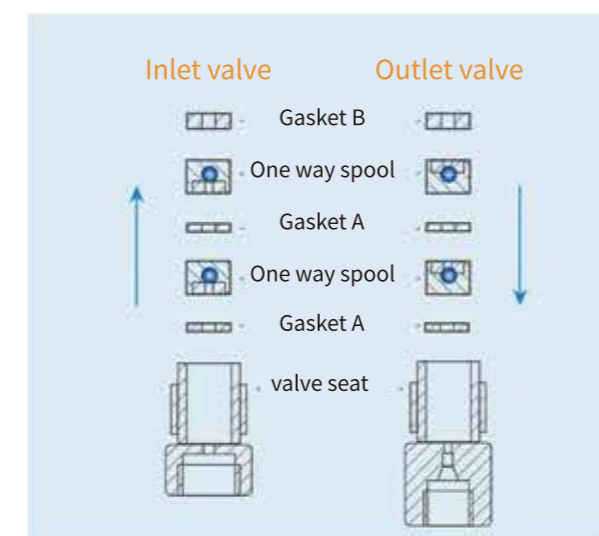 Inlet valve Outlet valve
Gasket B
One way spool
Gasket A
One way spool
Gasket A
valve seat